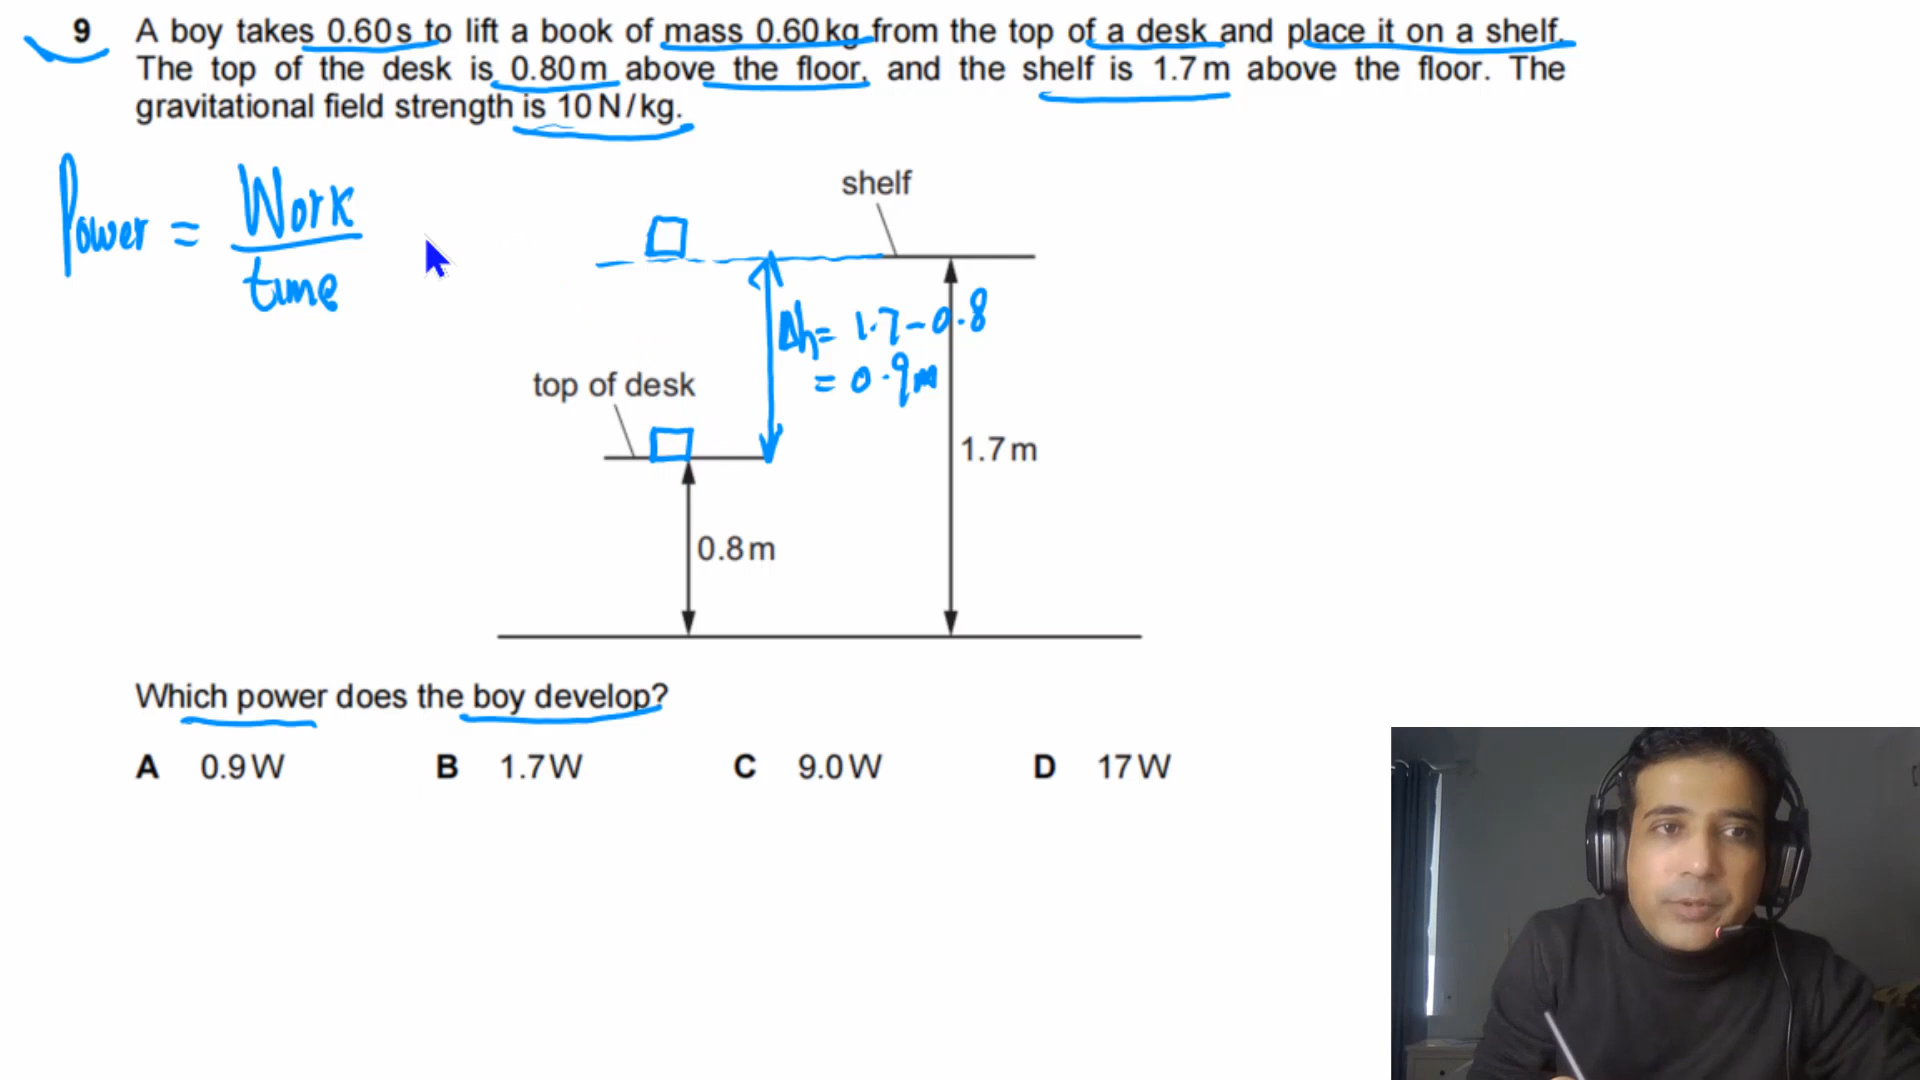 9 A boy takes 0.60 s to lift a book of mass 0.60 kg from the top of a desk and place it on a shelf.
The top of the desk is 0.80 m above the floor, and the shelf is 1.7 m above the floor. The
gravitational field strength is 10 N/kg.
Power = Work
time
shelf
Δh = 1.7 - 0.8
= 0.9m
top of desk
1.7 m
0.8 m
Which power does the boy develop?
A 0.9 W B 1.7 W C 9.0 W D 17 W